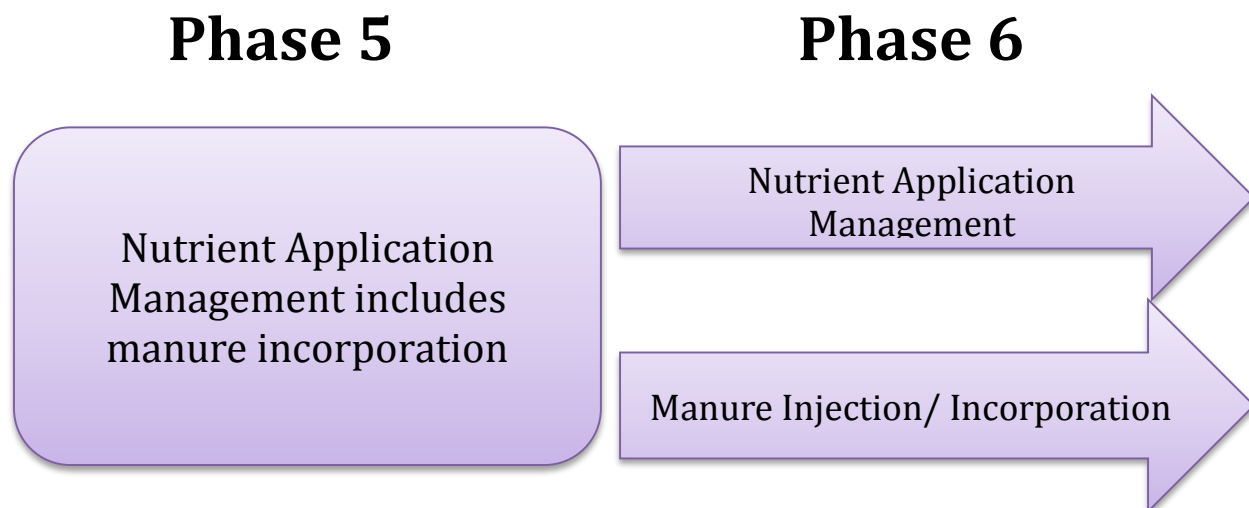 Phase 5
Phase 6
Nutrient Application
Management includes
manure incorporation
Nutrient Application
Management
Manure Injection/ Incorporation